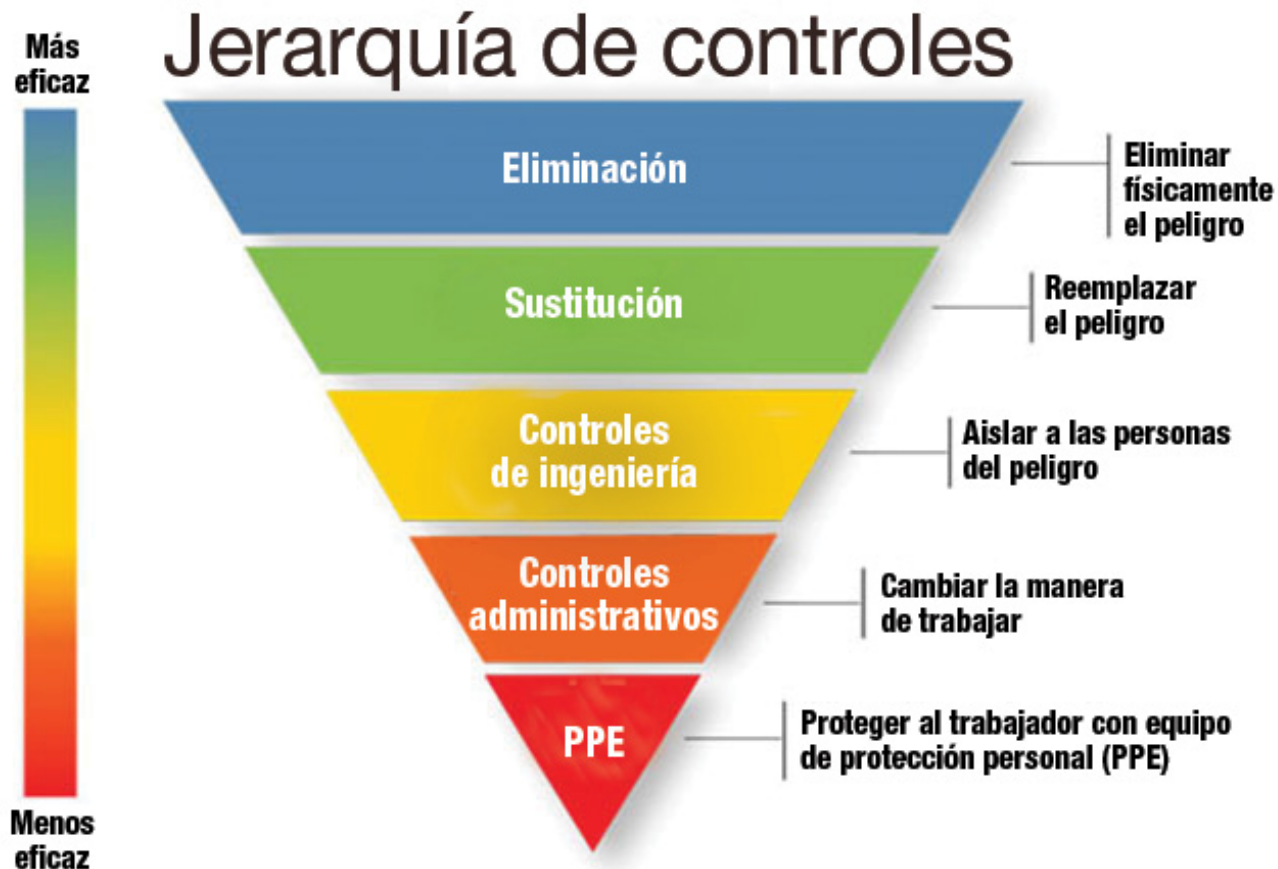 Jerarquía de controles
Más
eficaz
Eliminación
Eliminar
físicamente
el peligro
Sustitución
Reemplazar
el peligro
Controles
de ingeniería
Aislar a las personas
del peligro
Controles
administrativos
Cambiar la manera
de trabajar
PPE
Proteger al trabajador con equipo
de protección personal (PPE)
Menos
eficaz